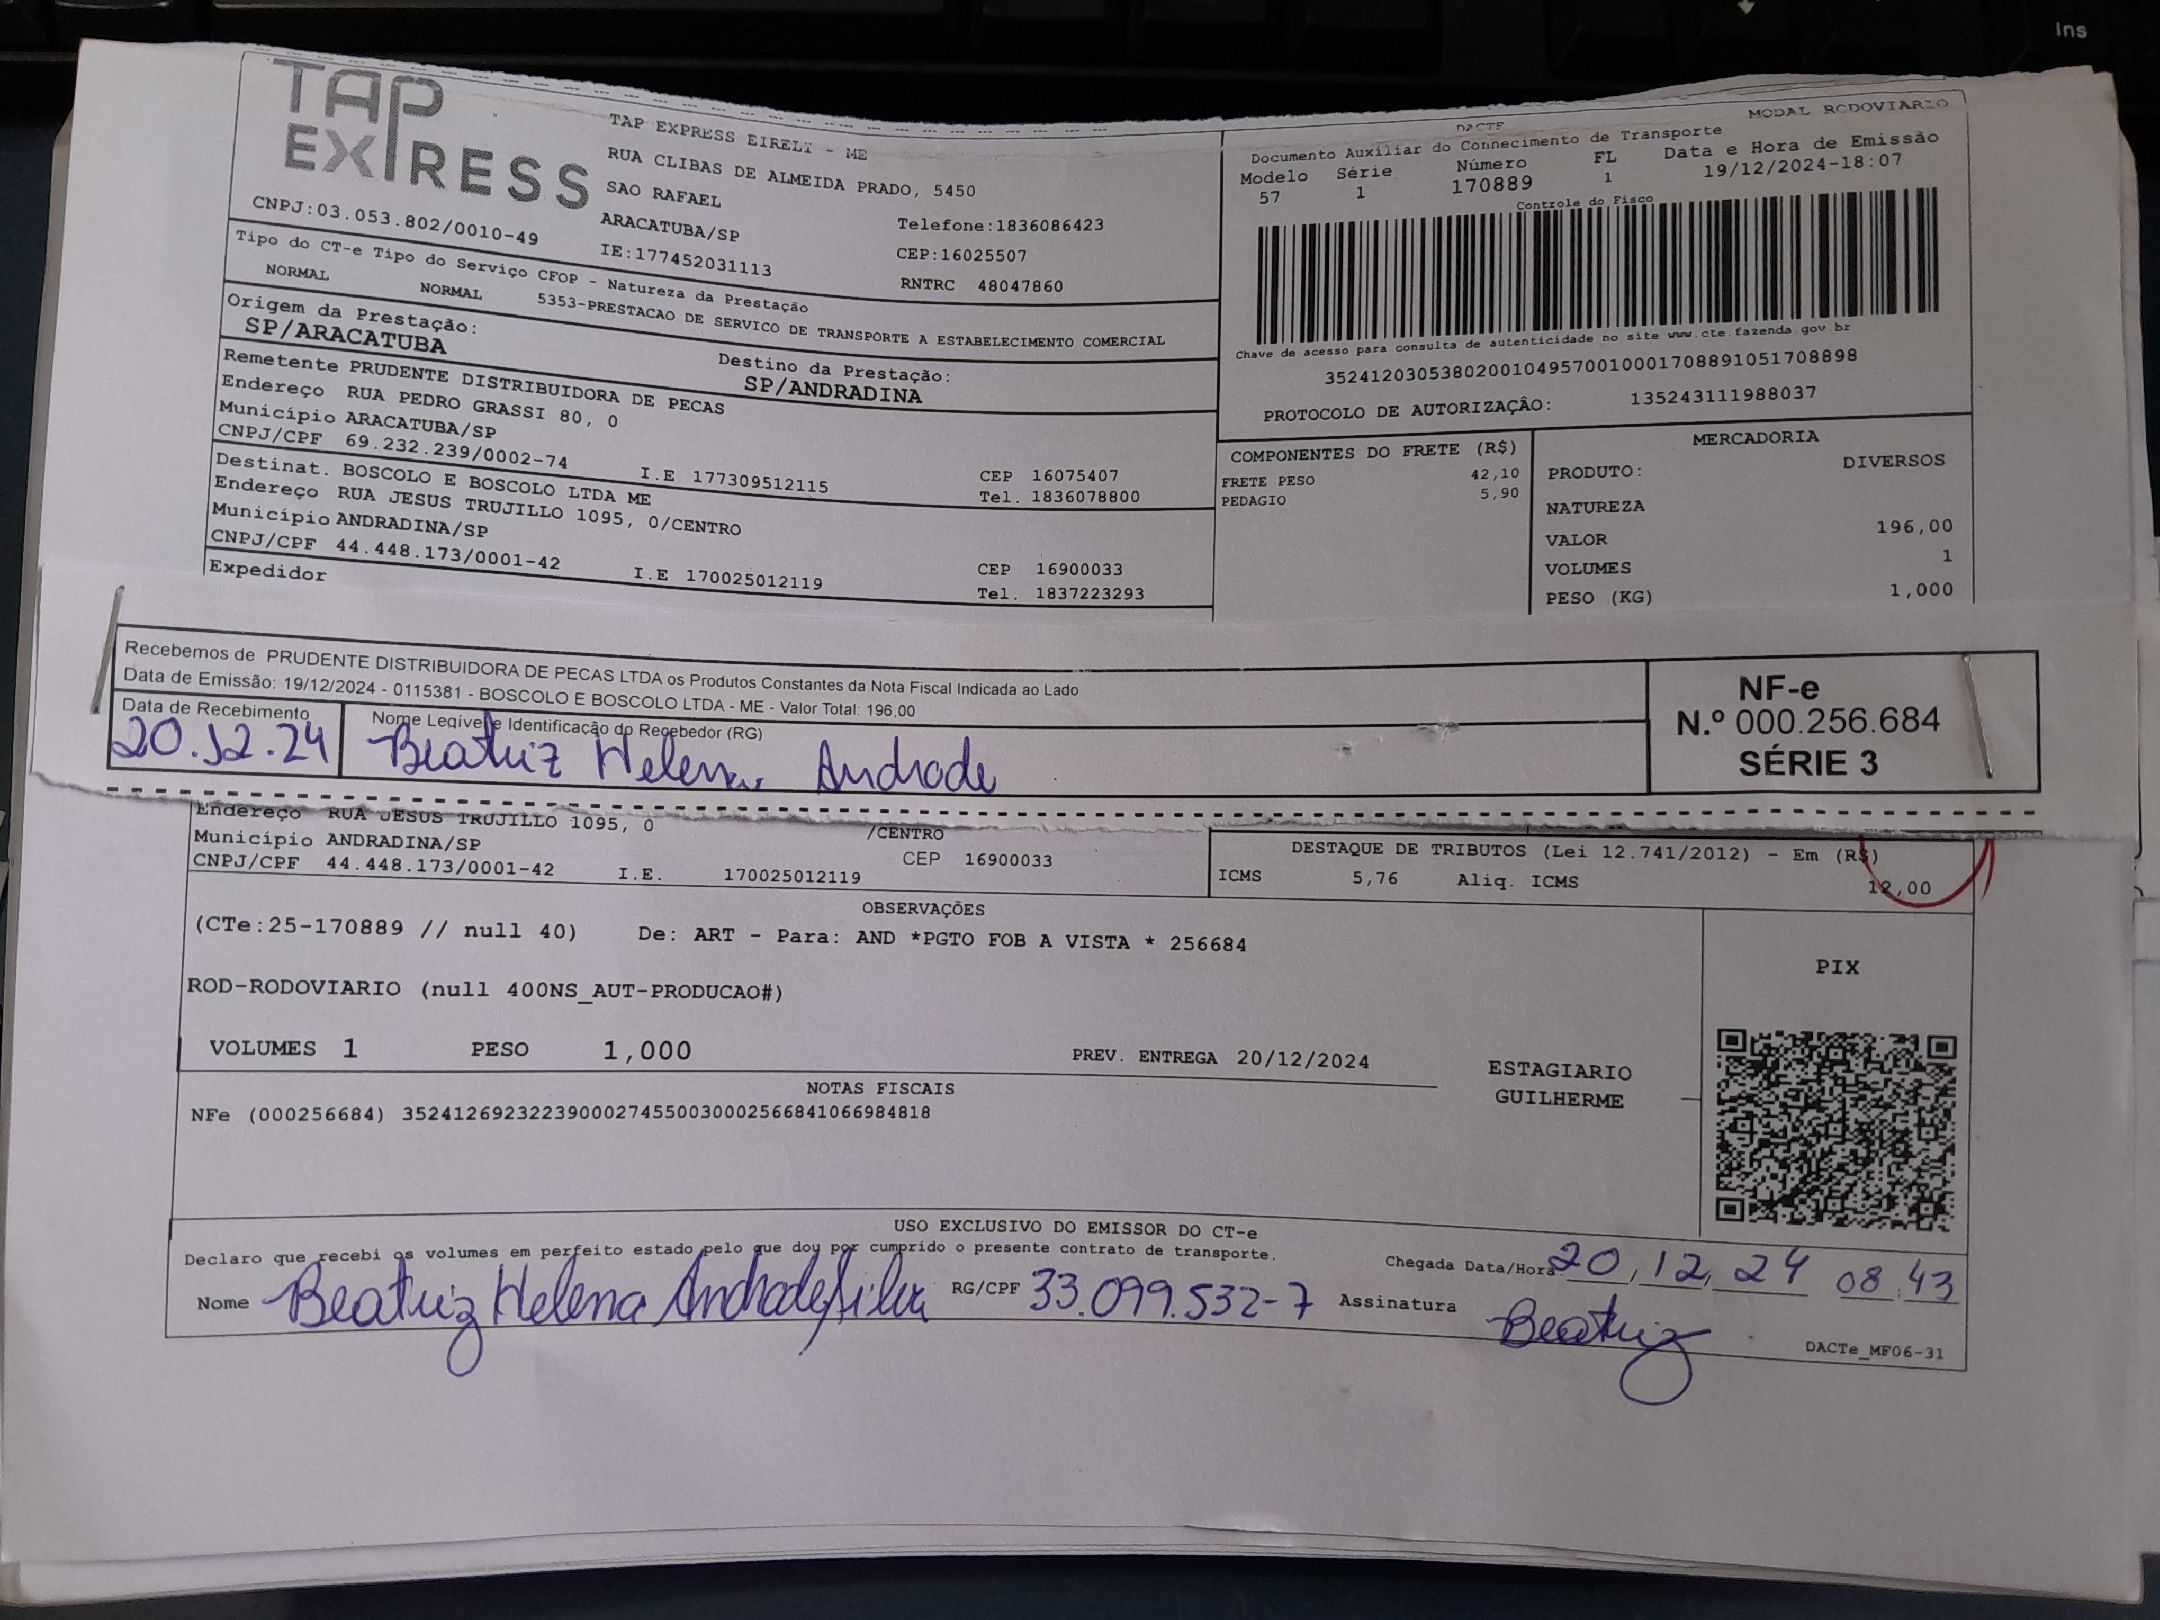 Ins
TAP EXPRESS
CNPJ:03.053.802/0010-49
TAP EXPRESS EIRELI - ME
RUA CLIBAS DE ALMEIDA PRADO, 5450
SAO RAFAEL
ARACATUBA/SP
IE:177452031113
Telefone:1836086423
CEP:16025507
RNTRC 48047860
Tipo do CT-e Tipo do Serviço CFOP - Natureza da Prestação
NORMAL NORMAL 5353-PRESTACAO DE SERVICO DE TRANSPORTE A ESTABELECIMENTO COMERCIAL
Origem da Prestação:
SP/ARACATUBA
Destino da Prestação:
SP/ANDRADINA
Remetente PRUDENTE DISTRIBUIDORA DE PECAS
Endereço RUA PEDRO GRASSI 80, 0
Município ARACATUBA/SP
CNPJ/CPF 69.232.239/0002-74 I.E 177309512115
CEP 16075407
Tel. 1836078800
Destinat. BOSCOLO E BOSCOLO LTDA ME
Endereço RUA JESUS TRUJILLO 1095, 0/CENTRO
Município ANDRADINA/SP
CNPJ/CPF 44.448.173/0001-42 I.E 170025012119
CEP 16900033
Tel. 1837223293
Expedidor
DACTE
MODAL RODOVIARIO
Documento Auxiliar do Connecimento de Transporte
Modelo Série Número FL Data e Hora de Emissão
57 1 170889 1 19/12/2024-18:07
Controle do Fisco
Chave de acesso para consulta de autenticidade no site www.cte.fazenda.gov.br
35241203053802001049570010001708891051708898
PROTOCOLO DE AUTORIZAÇÂO: 135243111988037
COMPONENTES DO FRETE (R$)
FRETE PESO 42,10
PEDAGIO 5,90
MERCADORIA
PRODUTO: DIVERSOS
NATUREZA
VALOR 196,00
VOLUMES 1
PESO (KG) 1,000
Recebemos de PRUDENTE DISTRIBUIDORA DE PECAS LTDA os Produtos Constantes da Nota Fiscal Indicada ao Lado
Data de Emissão: 19/12/2024 - 0115381 - BOSCOLO E BOSCOLO LTDA - ME - Valor Total: 196,00
Data de Recebimento
20.12.24
Nome Legível e Identificação do Recebedor (RG)
Beatriz Helena Andrade
NF-e
N.º 000.256.684
SÉRIE 3
Endereço RUA JESUS TRUJILLO 1095, 0 /CENTRO
Município ANDRADINA/SP
CEP 16900033
CNPJ/CPF 44.448.173/0001-42 I.E. 170025012119
DESTAQUE DE TRIBUTOS (Lei 12.741/2012) - Em (R$)
ICMS 5,76 Aliq. ICMS 12,00
OBSERVAÇÕES
(CTe:25-170889 // null 40) De: ART - Para: AND *PGTO FOB A VISTA * 256684
ROD-RODOVIARIO (null 400NS_AUT-PRODUCAO#)
VOLUMES 1 PESO 1,000 PREV. ENTREGA 20/12/2024
ESTAGIARIO
GUILHERME
PIX
NOTAS FISCAIS
NFe (000256684) 35241269232239000274550030002566841066984818
USO EXCLUSIVO DO EMISSOR DO CT-e
Declaro que recebi os volumes em perfeito estado pelo que dou por cumprido o presente contrato de transporte.
Chegada Data/Hora 20,12,24 08:43
Nome Beatriz Helena Andrade Silva RG/CPF 33.099.532-7 Assinatura Beatriz
DACTe_MF06-31